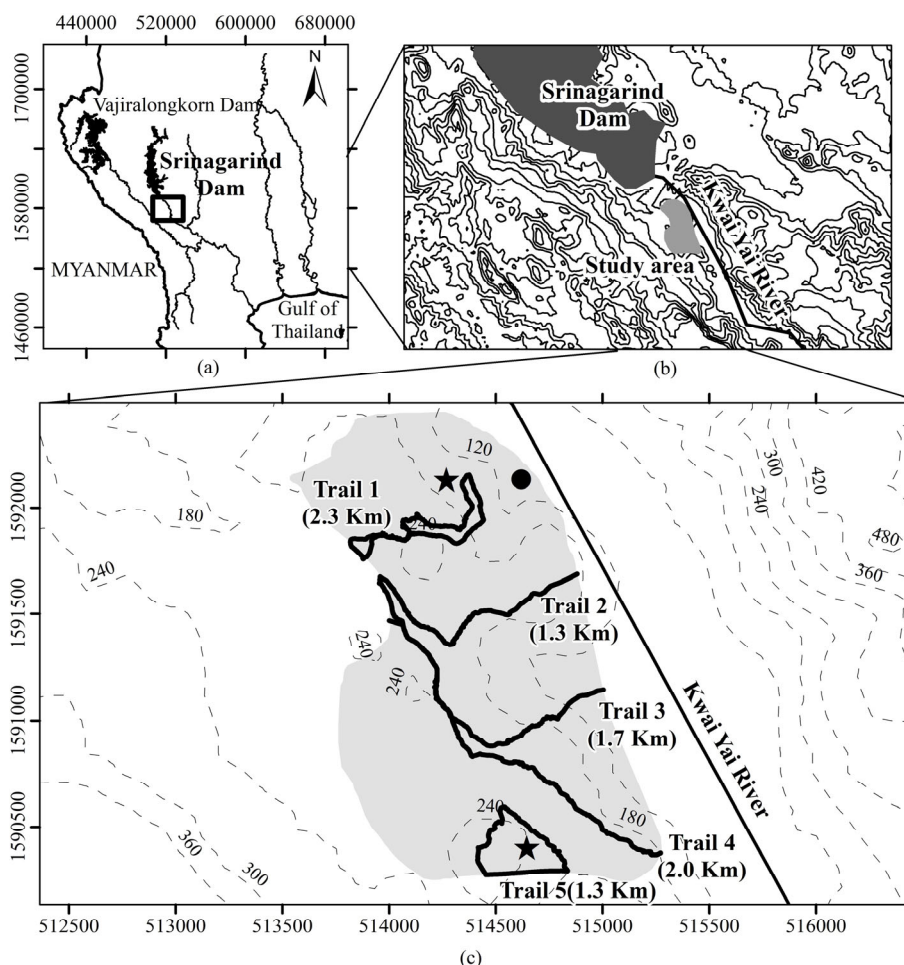 440000 520000 600000 680000
N
1700000
1580000
1460000
Vajiralongkorn Dam
Srinagarind
Dam
MYANMAR
Gulf of
Thailand
(a)
Srinagarind
Dam
Kwai Yai River
Study area
(b)
1592000
1591500
1591000
1590500
120
Trail 1
(2.3 Km)
240
180
240
Trail 2
(1.3 Km)
240
240
Trail 3
(1.7 Km)
Kwai Yai River
300
240
420
480
360
240
180
Trail 4
(2.0 Km)
Trail 5(1.3 Km)
360
300
512500 513000 513500 514000 514500 515000 515500 516000
(c)